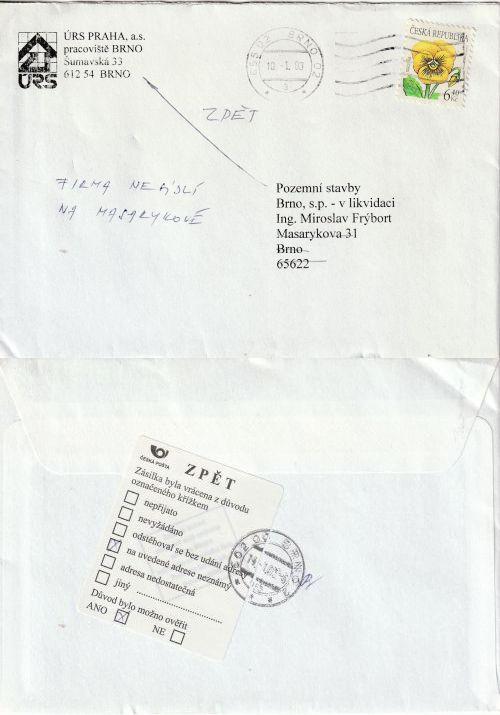 ÚRS PRAHA, a.s.
pracoviště BRNO
Šumavská 33
612 54 BRNO
ÚRS
BRNO 02
10.-1.00
ČESKÁ REPUBLIKA
6,40
Kč
ZPĚT
FIRMA NESÍDLÍ
NA MASARYKOVĚ
Pozemní stavby
Brno, s.p. - v likvidaci
Ing. Miroslav Frýbort
Masarykova 31
Brno
65622
ČESKÁ POŠTA
ZPĚT
Zásilka byla vrácena z důvodu
označeného křížkem
nepřijato
nevyžádáno
odstěhoval se bez udání adresy
na uvedené adrese neznámý
adresa nedostatečná
jiný
Důvod bylo možno ověřit
ANO
NE
BRNO 2